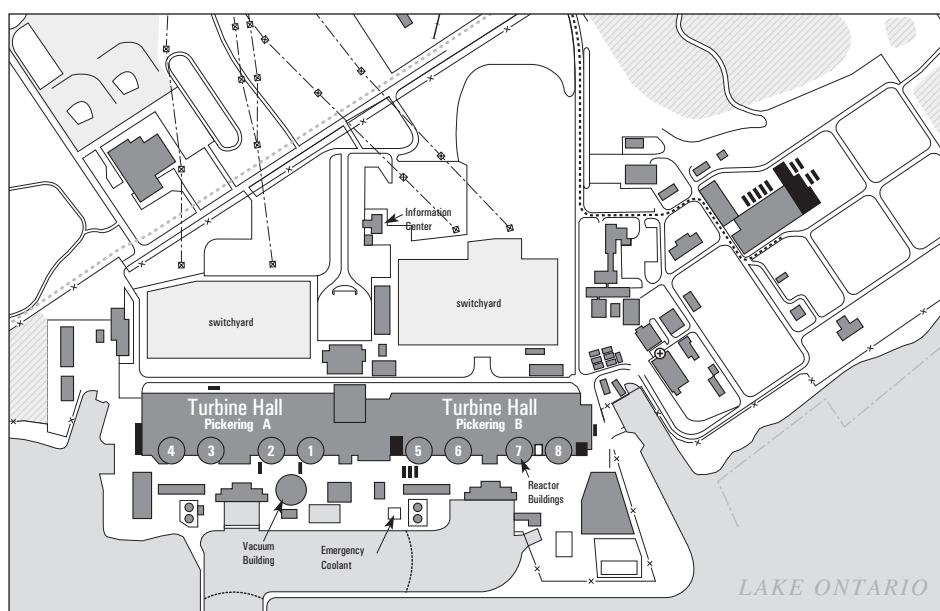 Information
Center
switchyard
switchyard
Turbine Hall
Pickering A
Turbine Hall
Pickering B
4 3 2 1 5 6 7 8
Reactor
Buildings
Vacuum
Building
Emergency
Coolant
LAKE ONTARIO